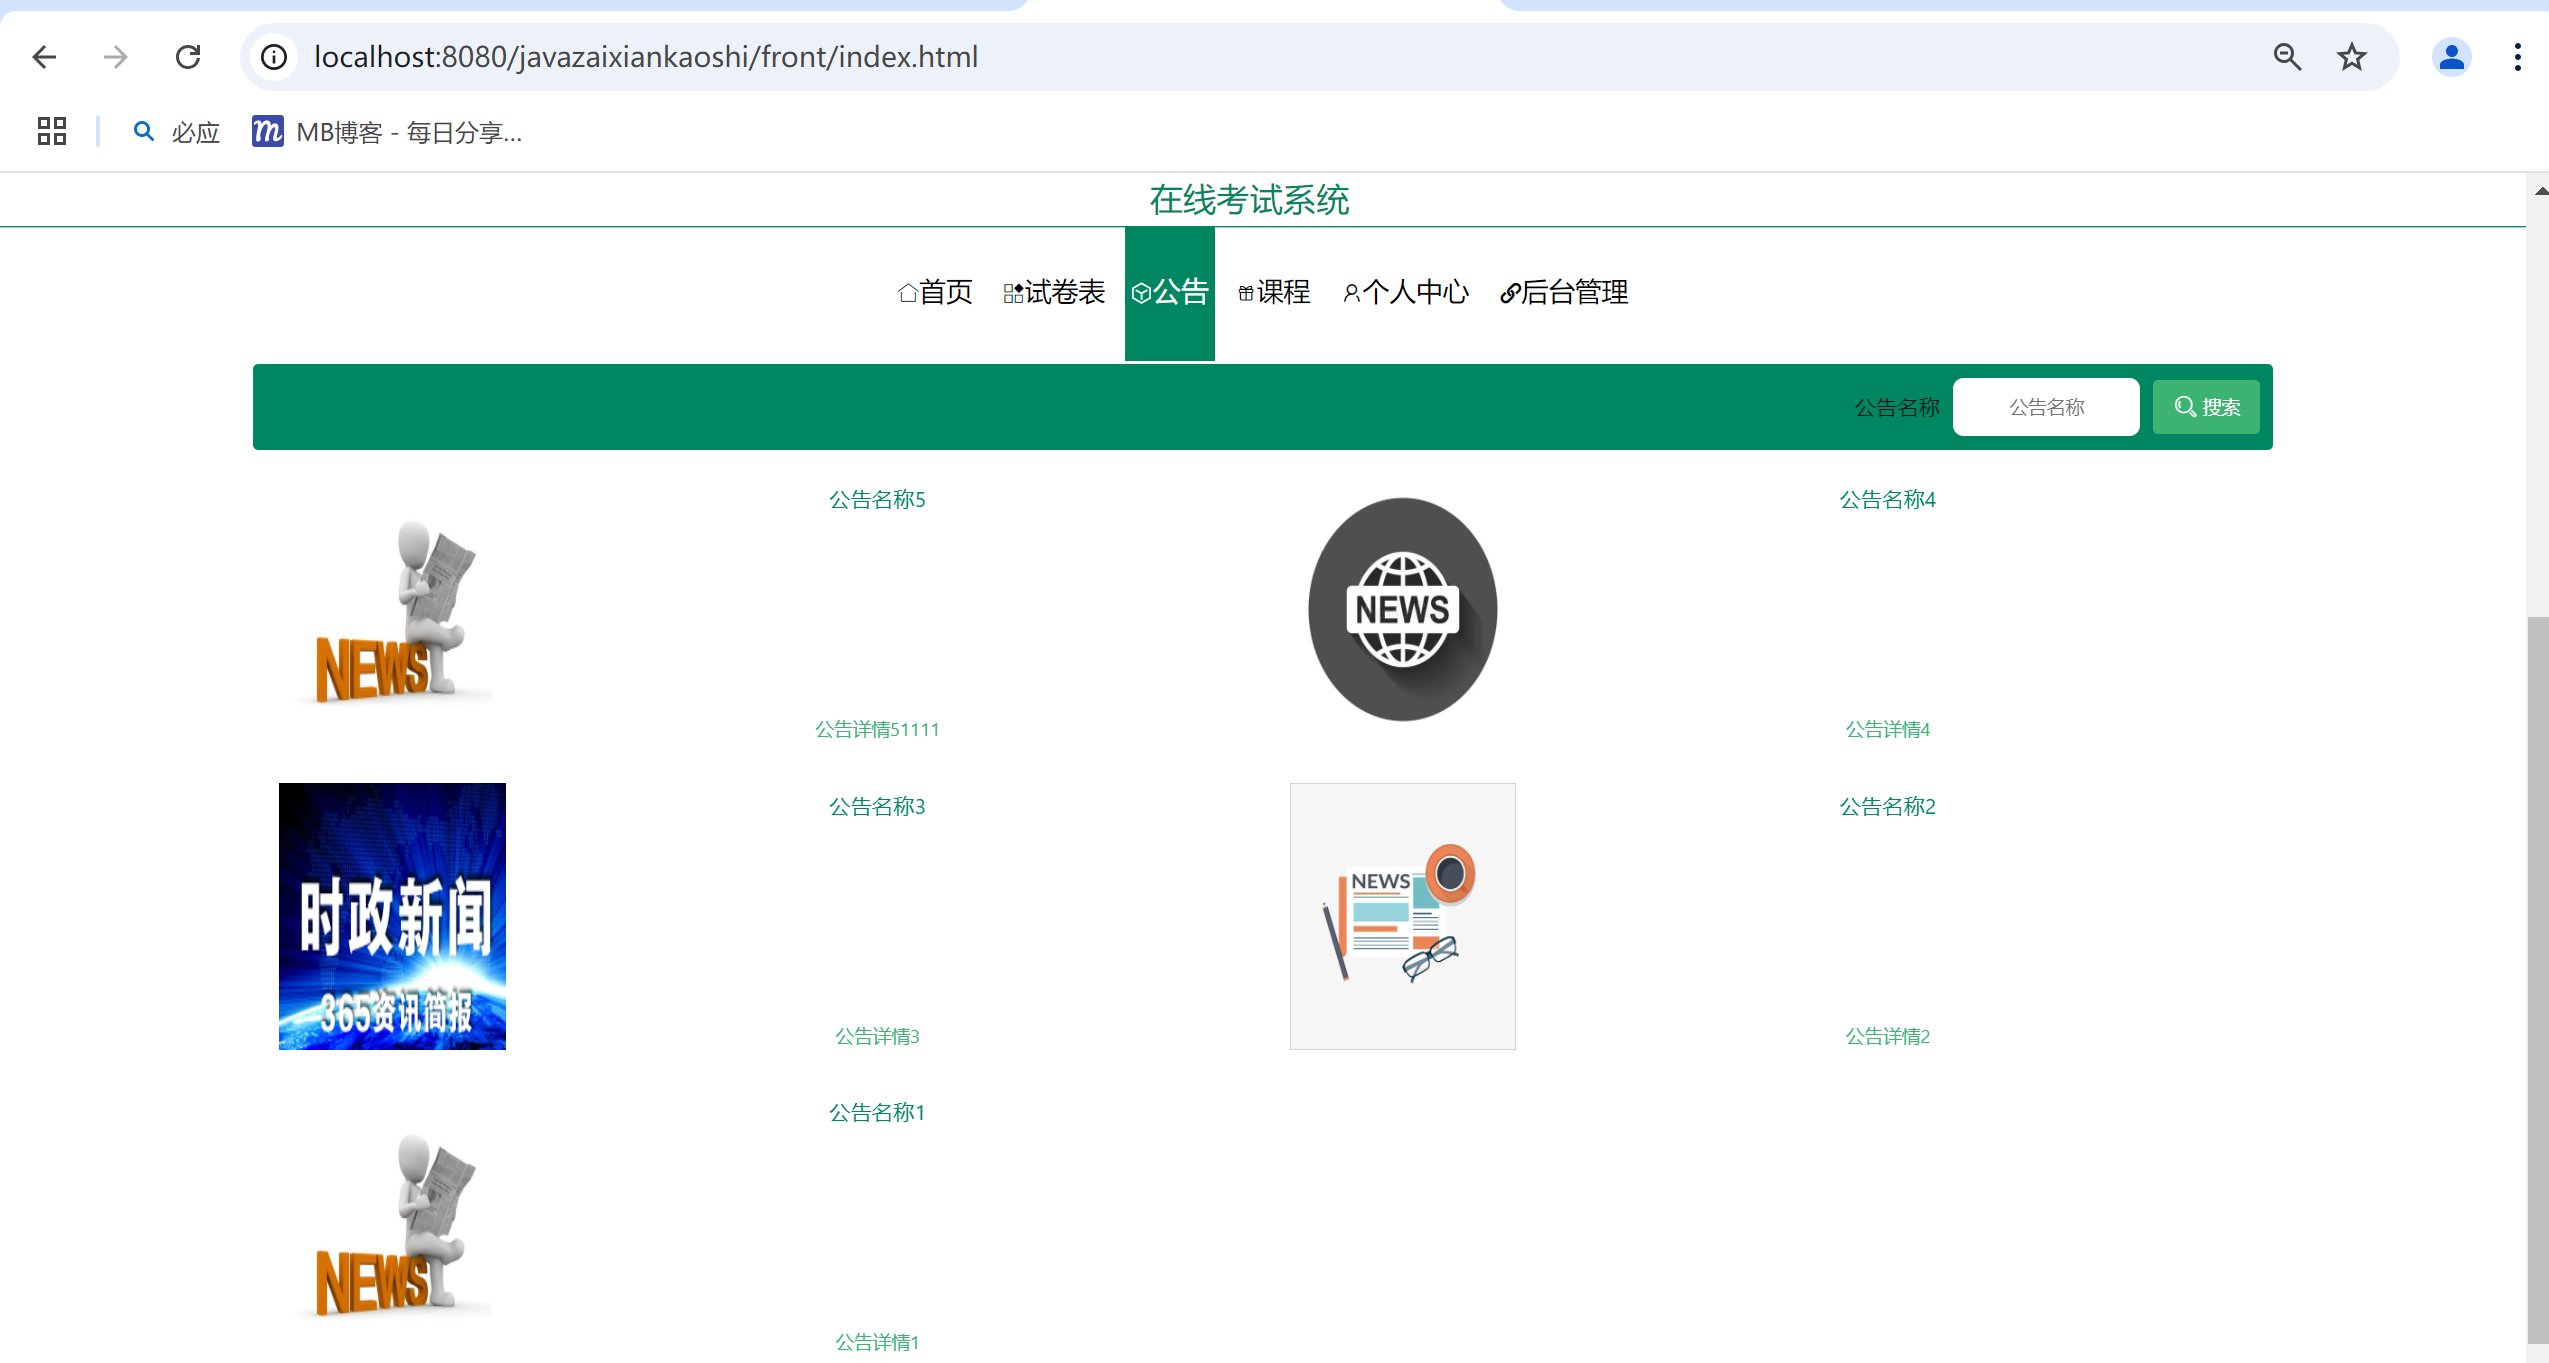 localhost:8080/javazaixiankaoshi/front/index.html
必应 MB博客 - 每日分享...
在线考试系统
首页 试卷表 公告 课程 个人中心 后台管理
公告名称 公告名称 搜索
公告名称5
NEWS
公告详情51111
公告名称4
NEWS
公告详情4
公告名称3
时政新闻
365资讯简报
公告详情3
公告名称2
NEWS
公告详情2
公告名称1
NEWS
公告详情1